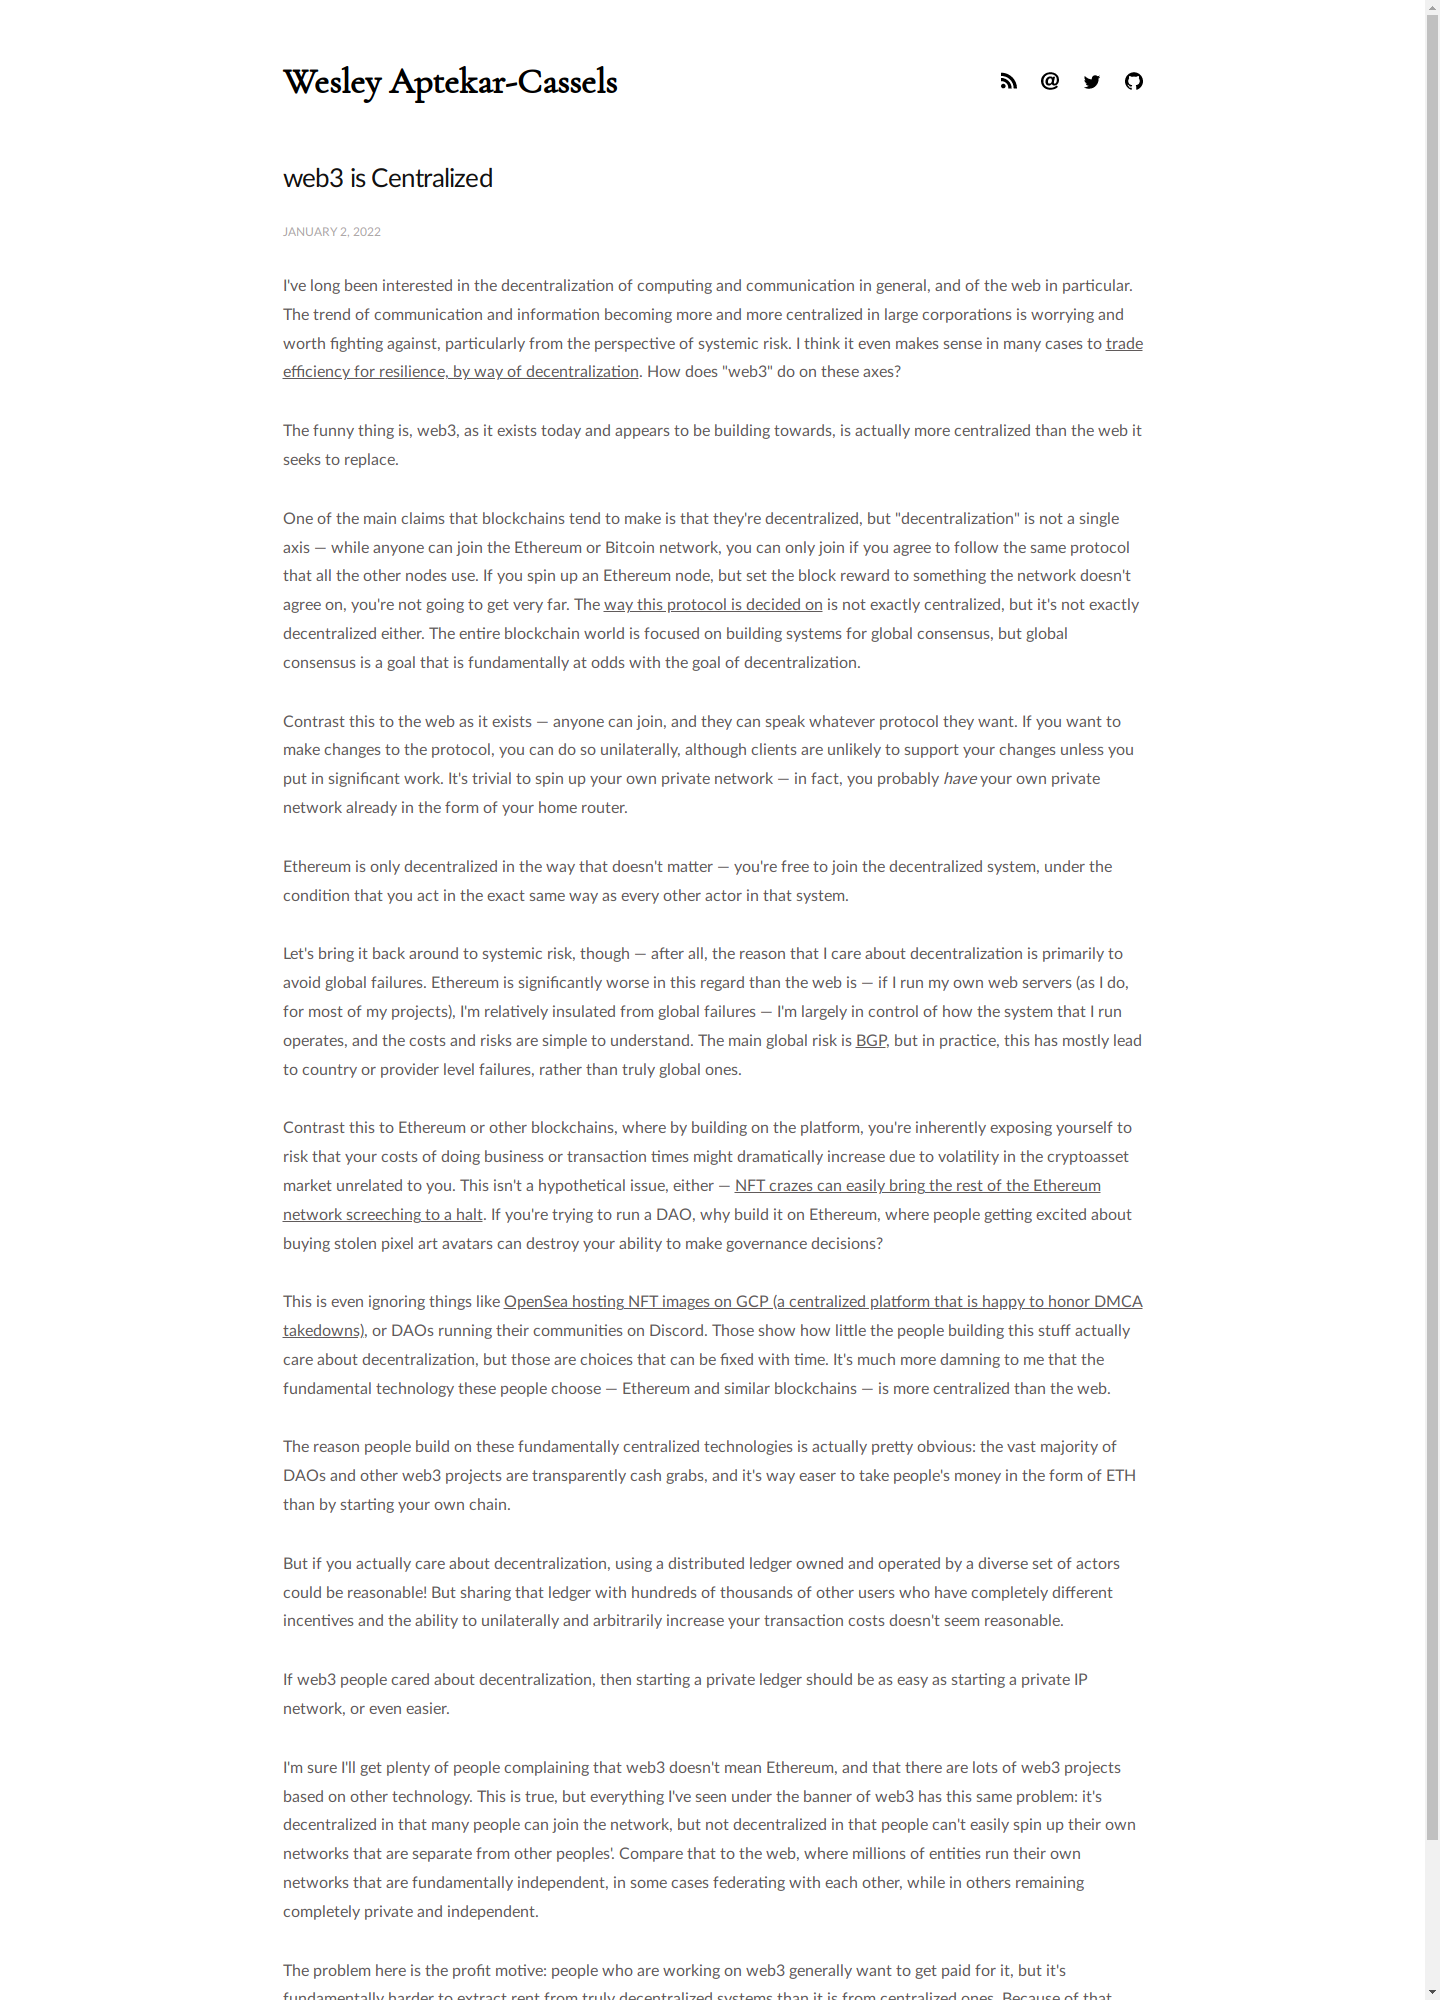 Wesley Aptekar-Cassels
web3 is Centralized
JANUARY 2, 2022
I've long been interested in the decentralization of computing and communication in general, and of the web in particular.
The trend of communication and information becoming more and more centralized in large corporations is worrying and
worth fighting against, particularly from the perspective of systemic risk. I think it even makes sense in many cases to trade
efficiency for resilience, by way of decentralization. How does "web3" do on these axes?
The funny thing is, web3, as it exists today and appears to be building towards, is actually more centralized than the web it
seeks to replace.
One of the main claims that blockchains tend to make is that they're decentralized, but "decentralization" is not a single
axis — while anyone can join the Ethereum or Bitcoin network, you can only join if you agree to follow the same protocol
that all the other nodes use. If you spin up an Ethereum node, but set the block reward to something the network doesn't
agree on, you're not going to get very far. The way this protocol is decided on is not exactly centralized, but it's not exactly
decentralized either. The entire blockchain world is focused on building systems for global consensus, but global
consensus is a goal that is fundamentally at odds with the goal of decentralization.
Contrast this to the web as it exists — anyone can join, and they can speak whatever protocol they want. If you want to
make changes to the protocol, you can do so unilaterally, although clients are unlikely to support your changes unless you
put in significant work. It's trivial to spin up your own private network — in fact, you probably have your own private
network already in the form of your home router.
Ethereum is only decentralized in the way that doesn't matter — you're free to join the decentralized system, under the
condition that you act in the exact same way as every other actor in that system.
Let's bring it back around to systemic risk, though — after all, the reason that I care about decentralization is primarily to
avoid global failures. Ethereum is significantly worse in this regard than the web is — if I run my own web servers (as I do,
for most of my projects), I'm relatively insulated from global failures — I'm largely in control of how the system that I run
operates, and the costs and risks are simple to understand. The main global risk is BGP, but in practice, this has mostly lead
to country or provider level failures, rather than truly global ones.
Contrast this to Ethereum or other blockchains, where by building on the platform, you're inherently exposing yourself to
risk that your costs of doing business or transaction times might dramatically increase due to volatility in the cryptoasset
market unrelated to you. This isn't a hypothetical issue, either — NFT crazes can easily bring the rest of the Ethereum
network screeching to a halt. If you're trying to run a DAO, why build it on Ethereum, where people getting excited about
buying stolen pixel art avatars can destroy your ability to make governance decisions?
This is even ignoring things like OpenSea hosting NFT images on GCP (a centralized platform that is happy to honor DMCA
takedowns), or DAOs running their communities on Discord. Those show how little the people building this stuff actually
care about decentralization, but those are choices that can be fixed with time. It's much more damning to me that the
fundamental technology these people choose — Ethereum and similar blockchains — is more centralized than the web.
The reason people build on these fundamentally centralized technologies is actually pretty obvious: the vast majority of
DAOs and other web3 projects are transparently cash grabs, and it's way easer to take people's money in the form of ETH
than by starting your own chain.
But if you actually care about decentralization, using a distributed ledger owned and operated by a diverse set of actors
could be reasonable! But sharing that ledger with hundreds of thousands of other users who have completely different
incentives and the ability to unilaterally and arbitrarily increase your transaction costs doesn't seem reasonable.
If web3 people cared about decentralization, then starting a private ledger should be as easy as starting a private IP
network, or even easier.
I'm sure I'll get plenty of people complaining that web3 doesn't mean Ethereum, and that there are lots of web3 projects
based on other technology. This is true, but everything I've seen under the banner of web3 has this same problem: it's
decentralized in that many people can join the network, but not decentralized in that people can't easily spin up their own
networks that are separate from other peoples'. Compare that to the web, where millions of entities run their own
networks that are fundamentally independent, in some cases federating with each other, while in others remaining
completely private and independent.
The problem here is the profit motive: people who are working on web3 generally want to get paid for it, but it's
fundamentally harder to extract rent from truly decentralized systems than it is from centralized ones. Because of that